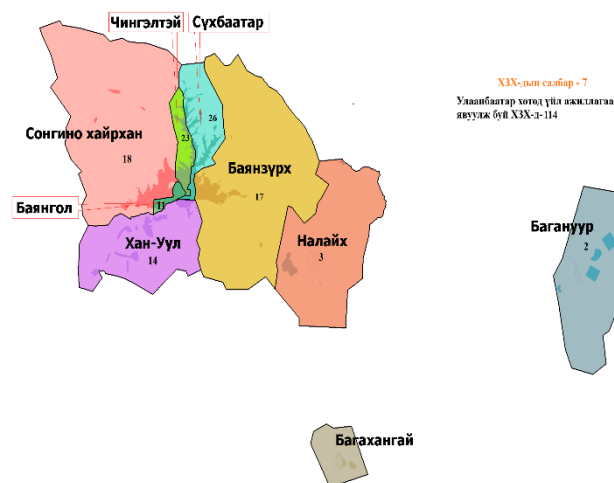 Чингэлтэй
Сүхбаатар
ХЗХ-дын салбар - 7
Улаанбаатар хотод үйл ажиллагаа
явуулж буй ХЗХ-д-114
26
Сонгино хайрхан
23
18
Баянзүрх
17
Баянгол
11
Хан-Уул
14
Налайх
3
Багануур
2
Багахангай